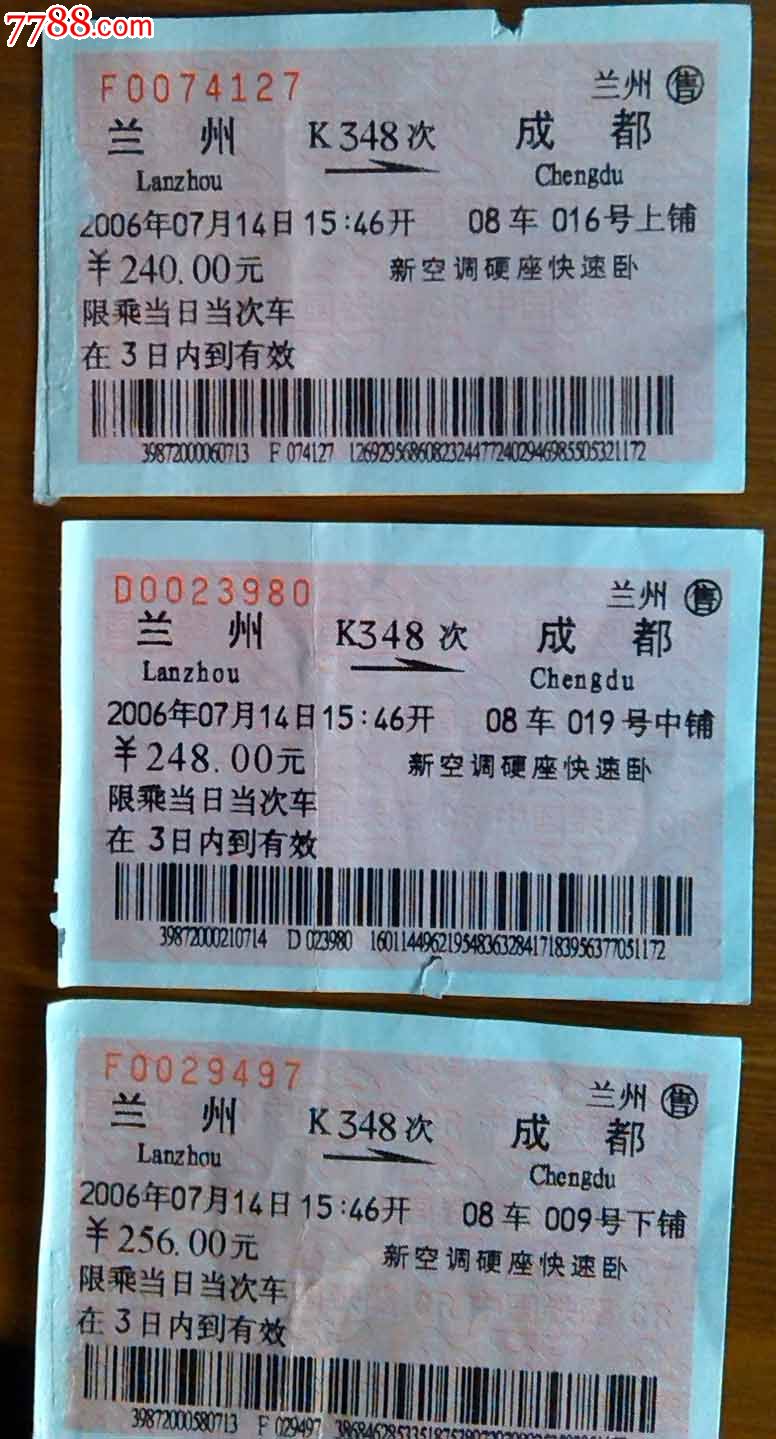 7788.com
F0074127
兰州 售
兰州 K348次 成都
Lanzhou Chengdu
2006年07月14日15:46开 08车 016号上铺
￥240.00元 新空调硬座快速卧
限乘当日当次车
在3日内到有效
39872000060713 F 074127 126929568608232447724029469855053 21172
D0023980
兰州 售
兰州 K348次 成都
Lanzhou Chengdu
2006年07月14日15:46开 08车 019号中铺
￥248.00元 新空调硬座快速卧
限乘当日当次车
在3日内到有效
39872000210714 D 023980 16011449621954836328417183956377051172
F0029497
兰州 售
兰州 K348次 成都
Lanzhou Chengdu
2006年07月14日15:46开 08车 009号下铺
￥256.00元 新空调硬座快速卧
限乘当日当次车
在3日内到有效
39872000580713 F 029497